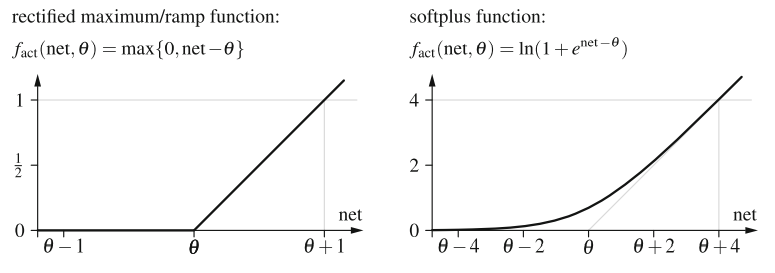 rectified maximum/ramp function:
f_act(net, θ) = max{0, net − θ}
1
1/2
0
net
θ − 1
θ
θ + 1
softplus function:
f_act(net, θ) = ln(1 + e^{net−θ})
4
2
0
net
θ − 4
θ − 2
θ
θ + 2
θ + 4